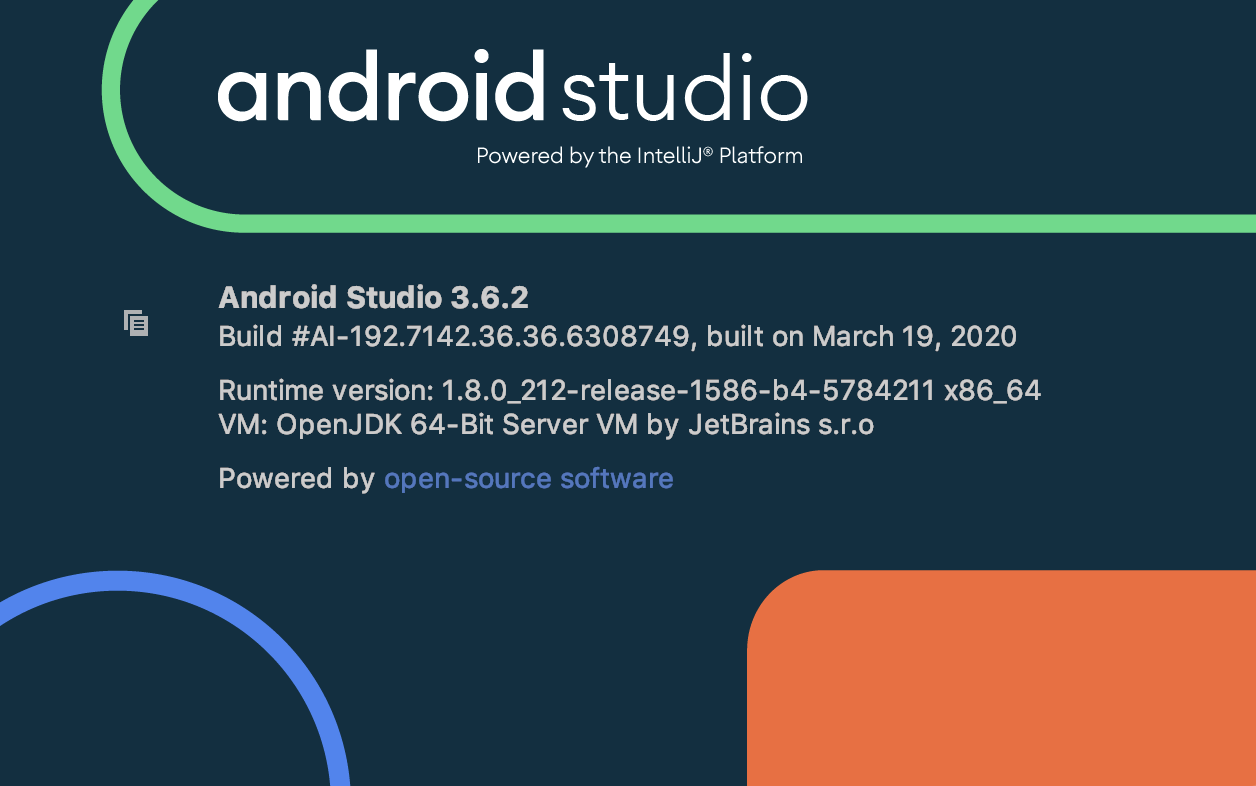 android studio
Powered by the IntelliJ® Platform
Android Studio 3.6.2
Build #AI-192.7142.36.36.6308749, built on March 19, 2020
Runtime version: 1.8.0_212-release-1586-b4-5784211 x86_64
VM: OpenJDK 64-Bit Server VM by JetBrains s.r.o
Powered by open-source software